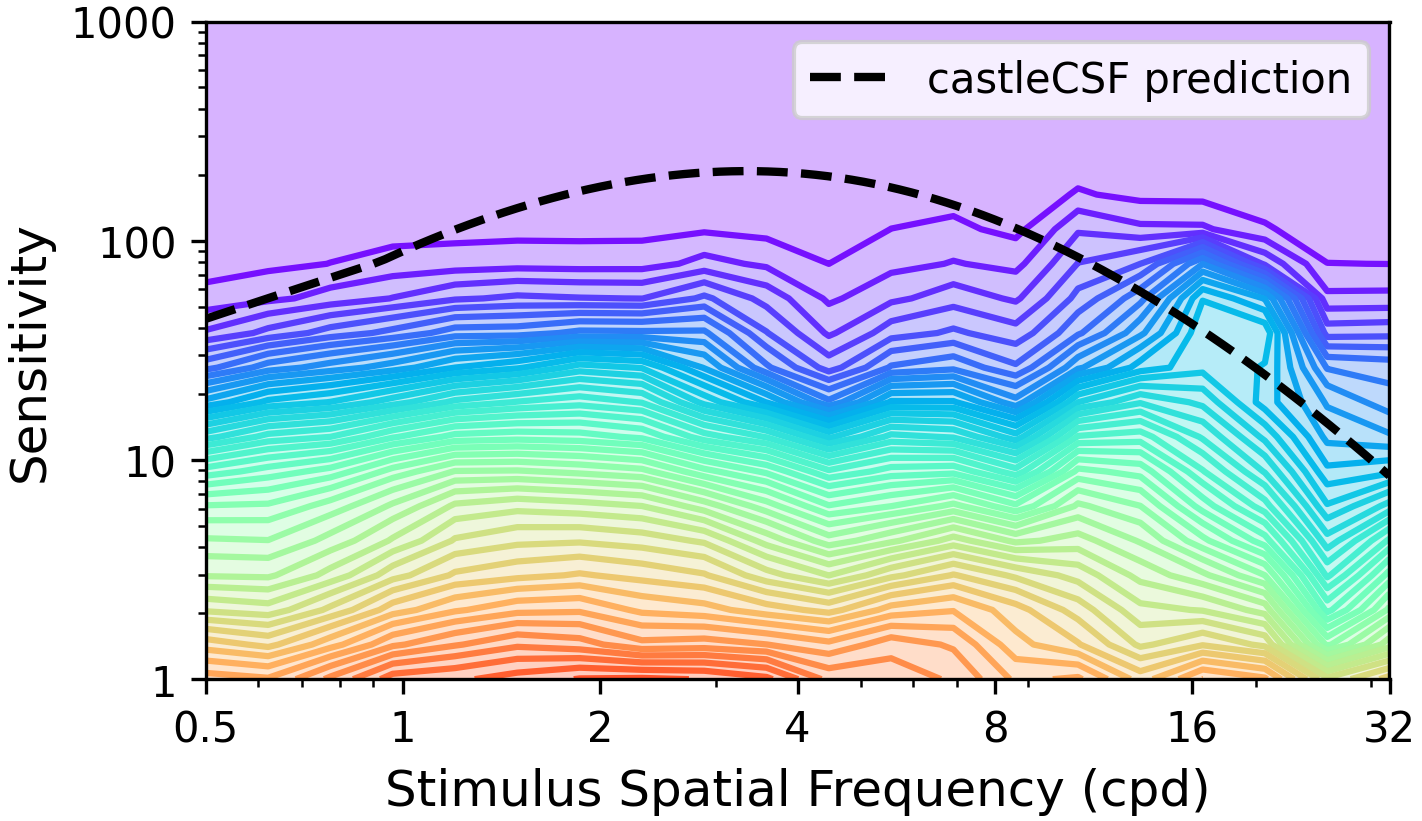 1000
100
10
1
Sensitivity
castleCSF prediction
0.5 1 2 4 8 16 32
Stimulus Spatial Frequency (cpd)